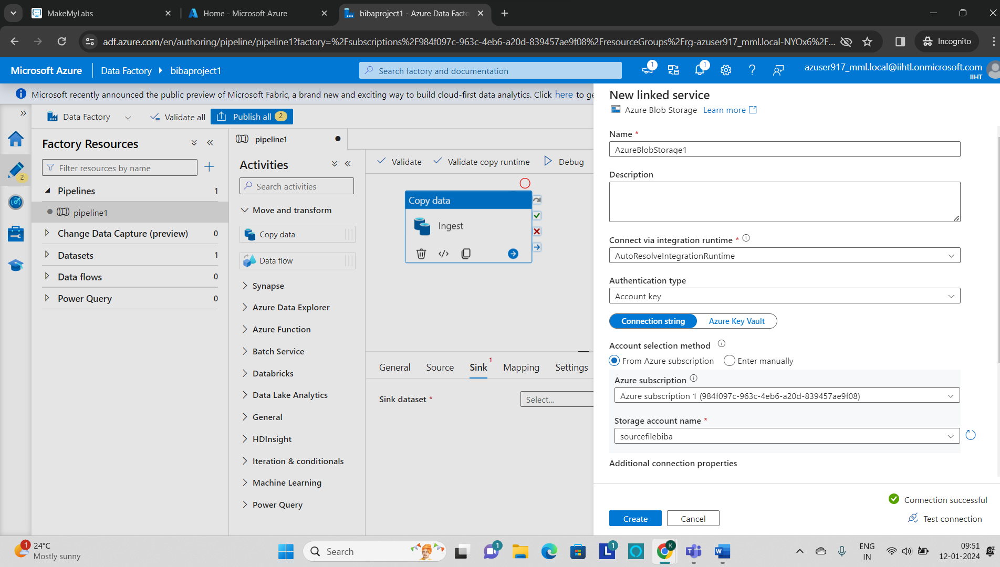 MakeMyLabs
Home - Microsoft Azure
bibaproject1 - Azure Data Facto
adf.azure.com/en/authoring/pipeline/pipeline1?factory=%2Fsubscriptions%2F984f097c-963c-4eb6-a20d-839457ae9f08%2FresourceGroups%2Frg-azuser917_mml.local-NYOx6%2F...
Incognito
Microsoft Azure
Data Factory
bibaproject1
Search factory and documentation
1
1
azuser917_mml.local@iihtl.onmicrosoft.com
IIHT
Microsoft recently announced the public preview of Microsoft Fabric, a brand new and exciting way to build cloud-first data analytics. Click here to ge
Data Factory
Validate all
Publish all 2
2
Factory Resources
Filter resources by name
Pipelines 1
pipeline1
Change Data Capture (preview) 0
Datasets 1
Data flows 0
Power Query 0
pipeline1
Activities
Search activities
Move and transform
Copy data
Data flow
Synapse
Azure Data Explorer
Azure Function
Batch Service
Databricks
Data Lake Analytics
General
HDInsight
Iteration & conditionals
Machine Learning
Power Query
Validate
Validate copy runtime
Debug
Copy data
Ingest
General
Source
Sink 1
Mapping
Settings
Sink dataset *
Select...
New linked service
Azure Blob Storage Learn more
Name *
AzureBlobStorage1
Description
Connect via integration runtime *
AutoResolveIntegrationRuntime
Authentication type
Account key
Connection string
Azure Key Vault
Account selection method
From Azure subscription
Enter manually
Azure subscription
Azure subscription 1 (984f097c-963c-4eb6-a20d-839457ae9f08)
Storage account name *
sourcefilebiba
Additional connection properties
Connection successful
Create
Cancel
Test connection
1
24°C
Mostly sunny
Search
1
L
1
K
T
W
ENG
IN
09:51
12-01-2024